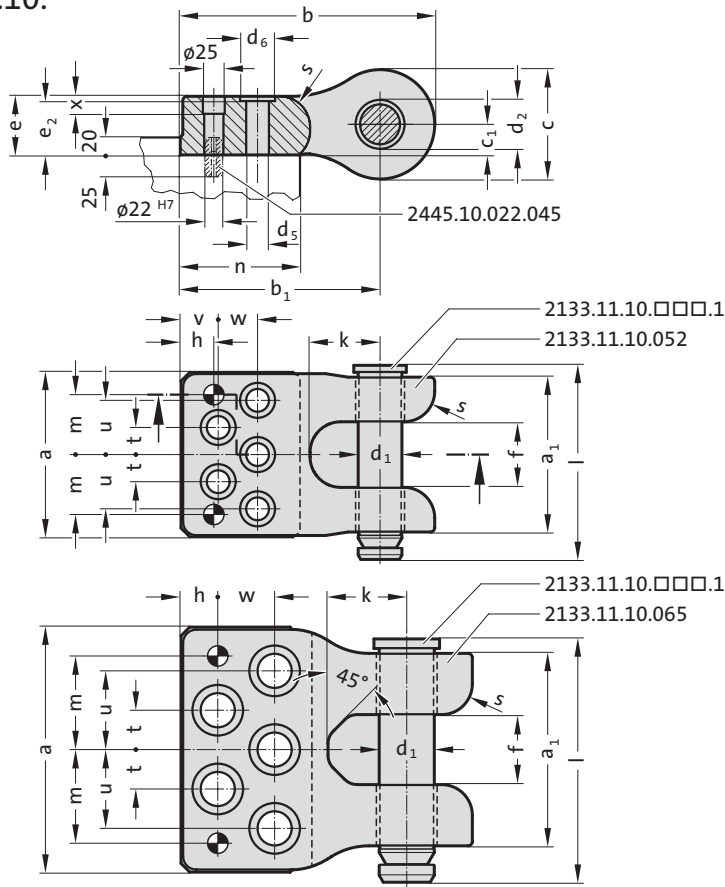 .10.
b
ø25
d6
s
e
e2
x
20
25
c1
d2
c
ø22 H7
d5
2445.10.022.045
n
b1
2133.11.10.□□□.1
2133.11.10.052
v
w
h
k
s
a
m
u
t
t
u
m
d1
f
a1
l
2133.11.10.□□□.1
2133.11.10.065
h
w
k
45°
s
a
m
u
t
t
u
m
d1
f
a1
l